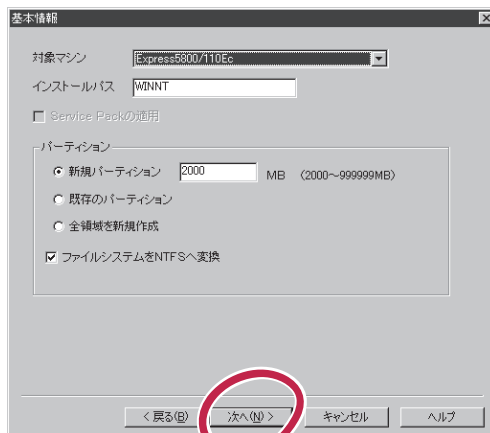 基本情報
対象マシン Express5800/110Ec
インストールパス WINNT
Service Packの適用
パーティション
新規パーティション 2000 MB (2000～999999MB)
既存のパーティション
全領域を新規作成
ファイルシステムをNTFSへ変換
< 戻る(B) 次へ(N) > キャンセル ヘルプ